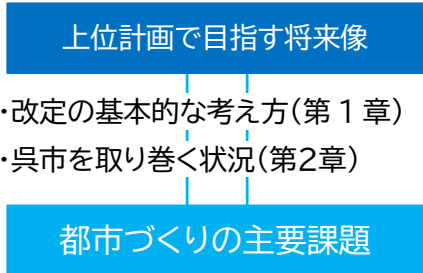 上位計画で目指す将来像
・改定の基本的な考え方(第1章)
・呉市を取り巻く状況(第2章)
都市づくりの主要課題